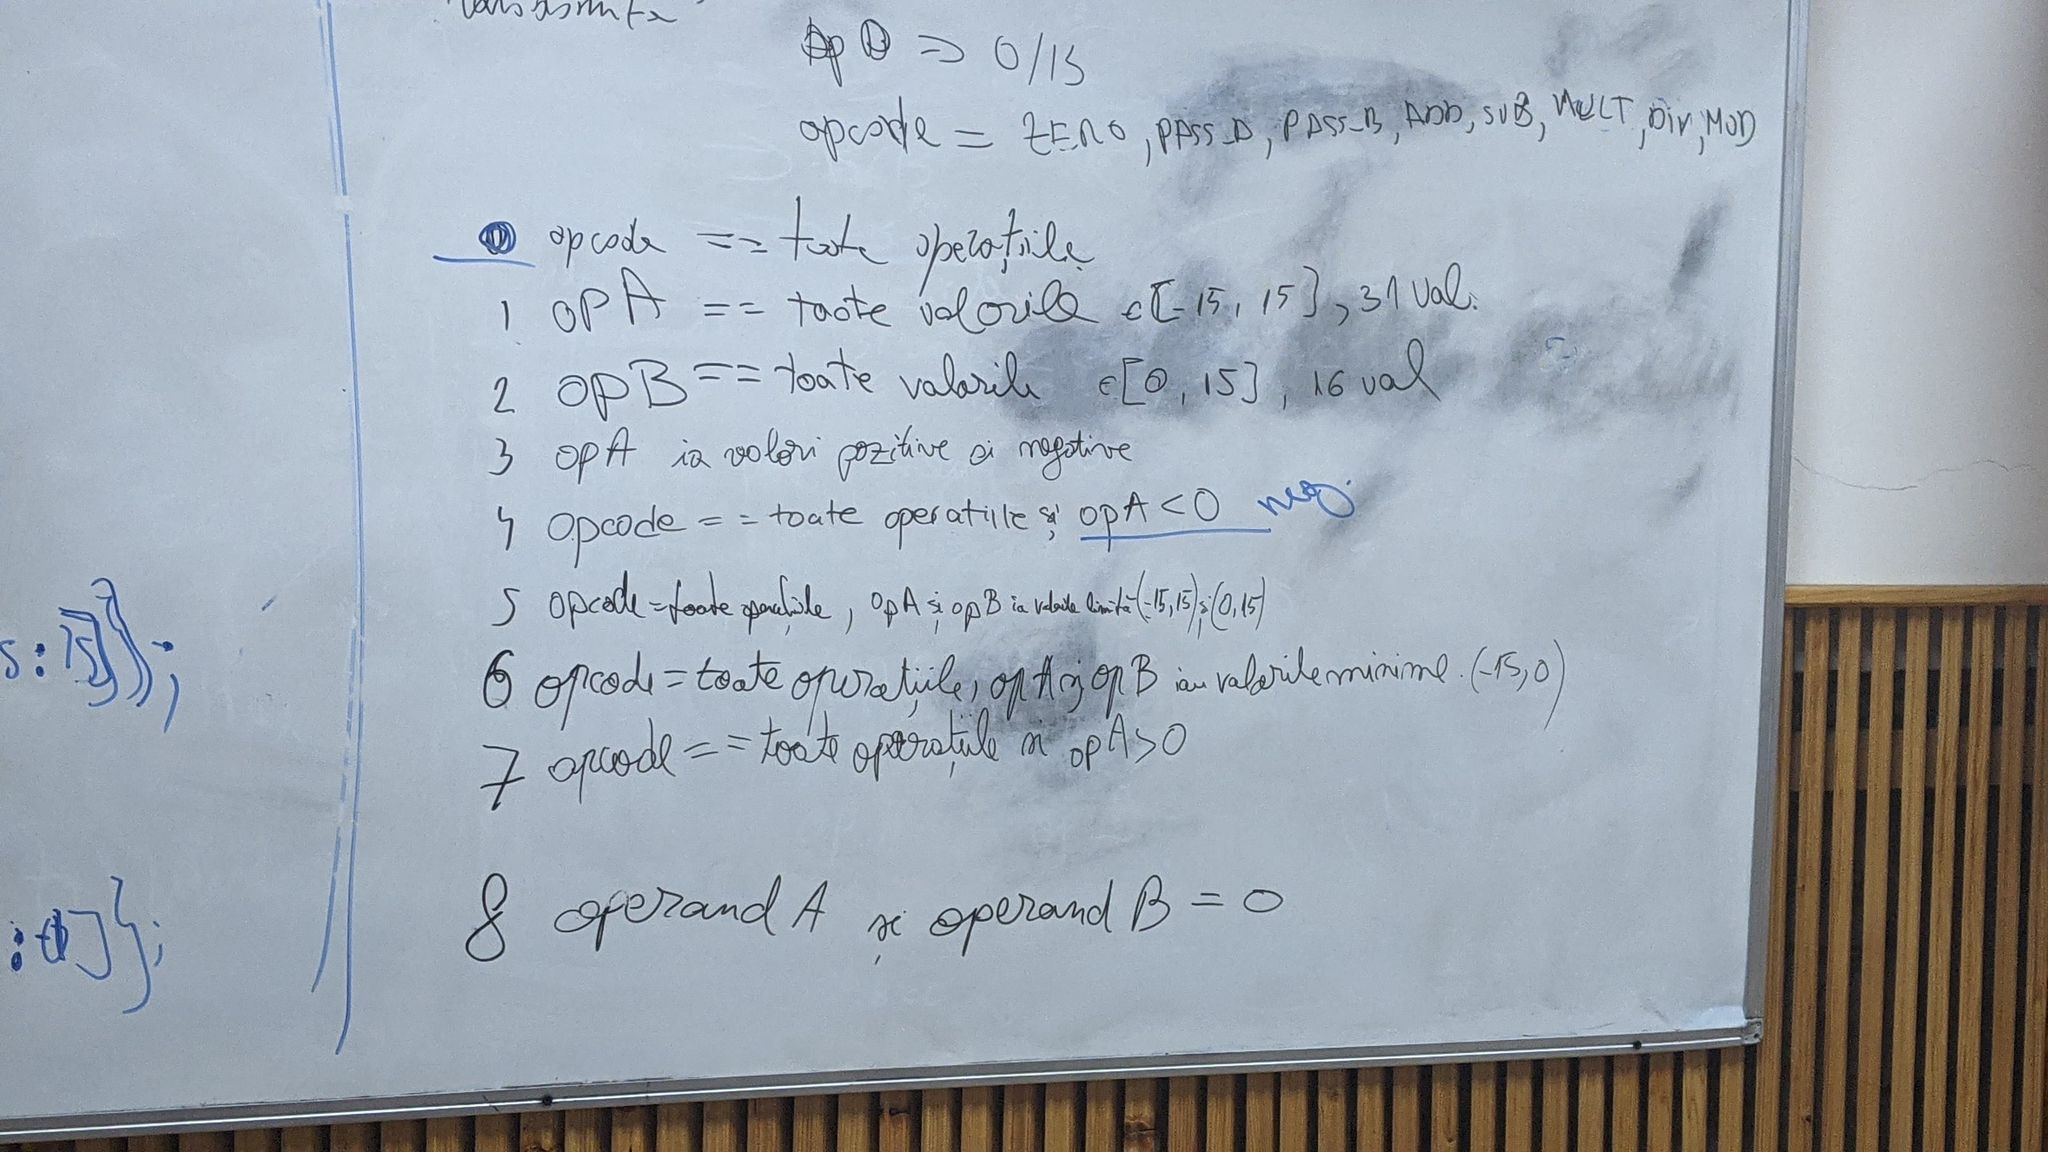 op B => 0/15
opcode = ZERO, PASS_A, PASS_B, ADD, SUB, MULT, DIV, MOD
0 opcode == toate operațiile
1 OPA == toate valorile ∈ [-15, 15], 31 val.
2 OPB == toate valorile ∈ [0, 15], 16 val
3 opA ia valori pozitive și negative
4 opcode == toate operatiile și opA < 0 neg.
5 opcode = toate operațiile, opA și opB ia valorile limită (-15, 15) și (0, 15)
6 opcode = toate operațiile, opA și opB iau valorile minime. (-15, 0)
7 opcode == toate operațiile și opA > 0
8 operand A și operand B = 0
:15]});
]};